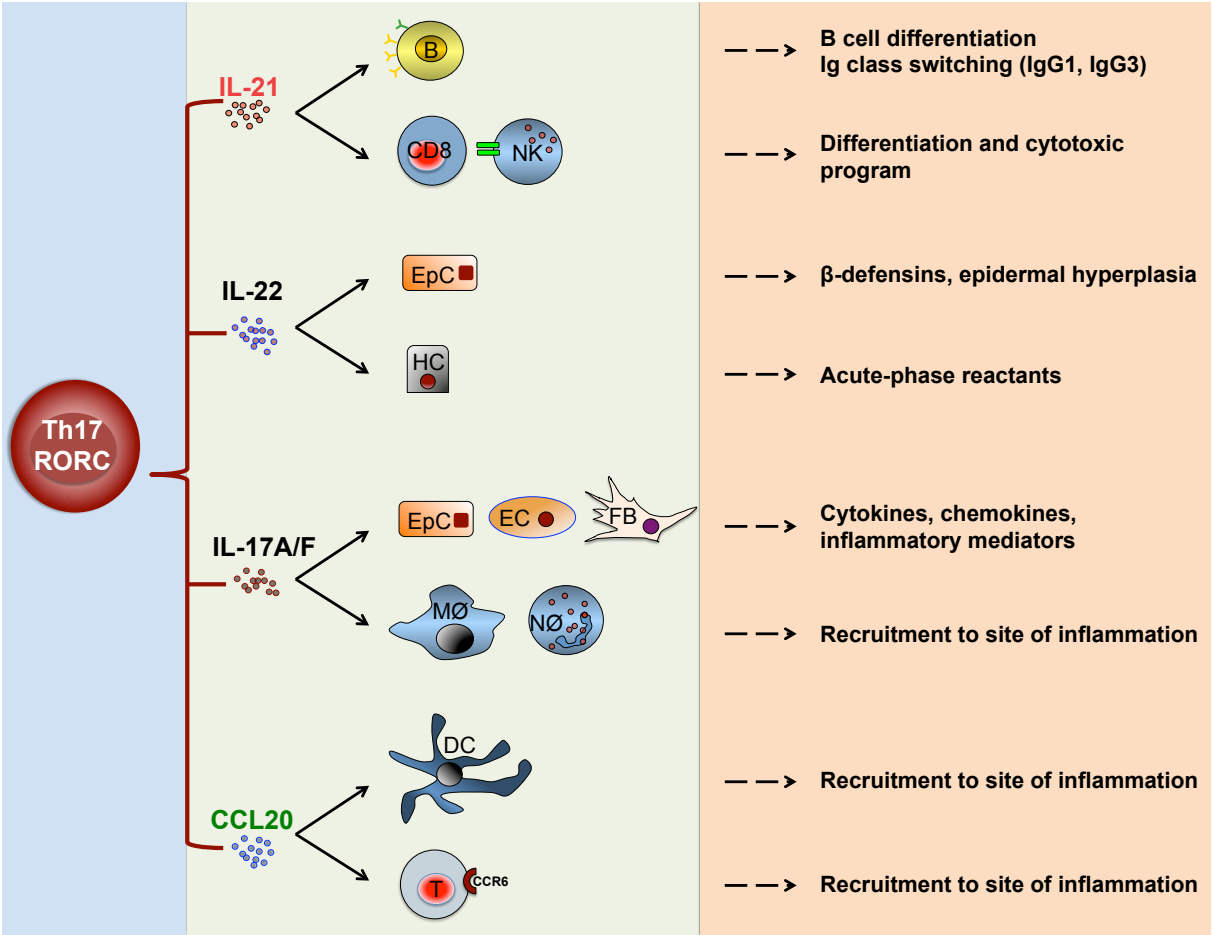 Th17
RORC
IL-21
B
B cell differentiation
Ig class switching (IgG1, IgG3)
CD8
NK
Differentiation and cytotoxic
program
IL-22
EpC
β-defensins, epidermal hyperplasia
HC
Acute-phase reactants
IL-17A/F
EpC
EC
FB
Cytokines, chemokines,
inflammatory mediators
MØ
NØ
Recruitment to site of inflammation
CCL20
DC
Recruitment to site of inflammation
T
CCR6
Recruitment to site of inflammation